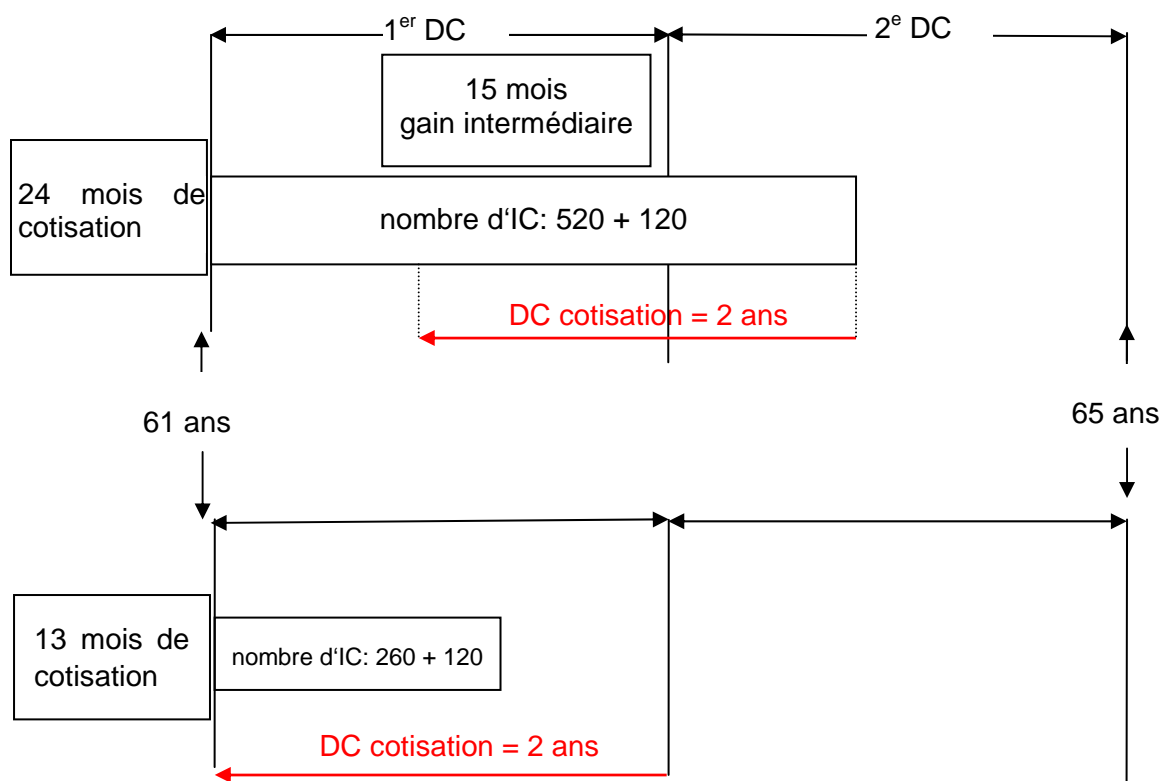 1er DC
2e DC
15 mois
gain intermédiaire
24 mois de
cotisation
nombre d‘IC: 520 + 120
DC cotisation = 2 ans
61 ans
65 ans
13 mois de
cotisation
nombre d‘IC: 260 + 120
DC cotisation = 2 ans